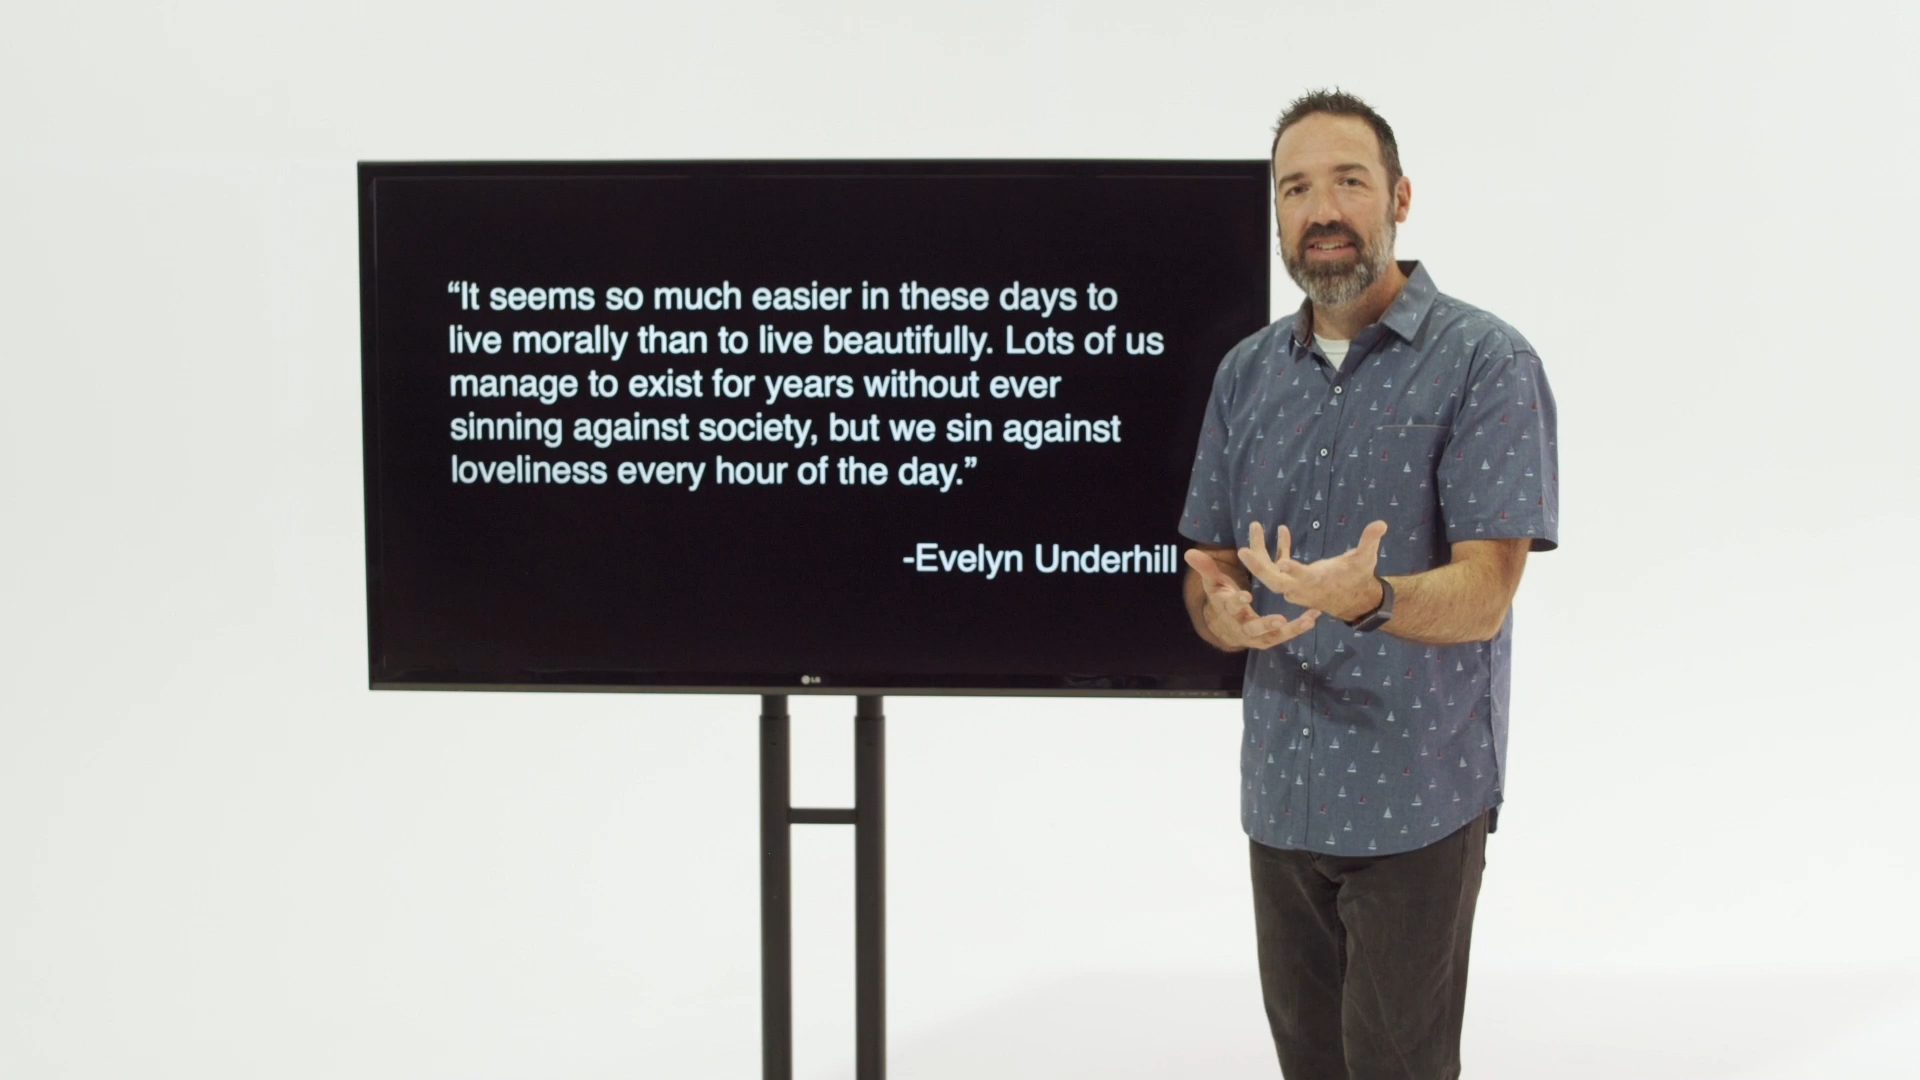 “It seems so much easier in these days to
live morally than to live beautifully. Lots of us
manage to exist for years without ever
sinning against society, but we sin against
loveliness every hour of the day.”
-Evelyn Underhill
LG